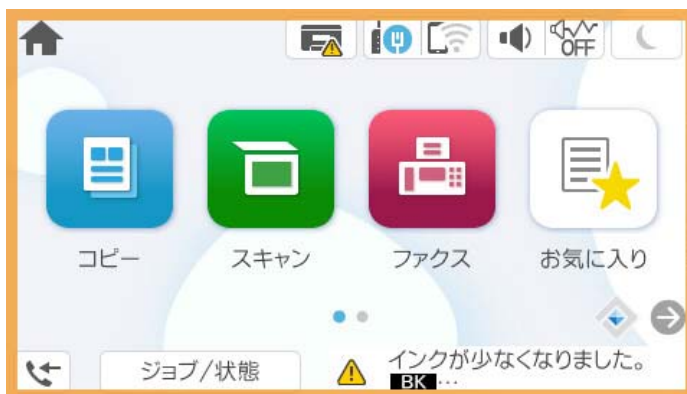 OFF
コピー
スキャン
ファクス
お気に入り
ジョブ/状態
インクが少なくなりました。
BK …